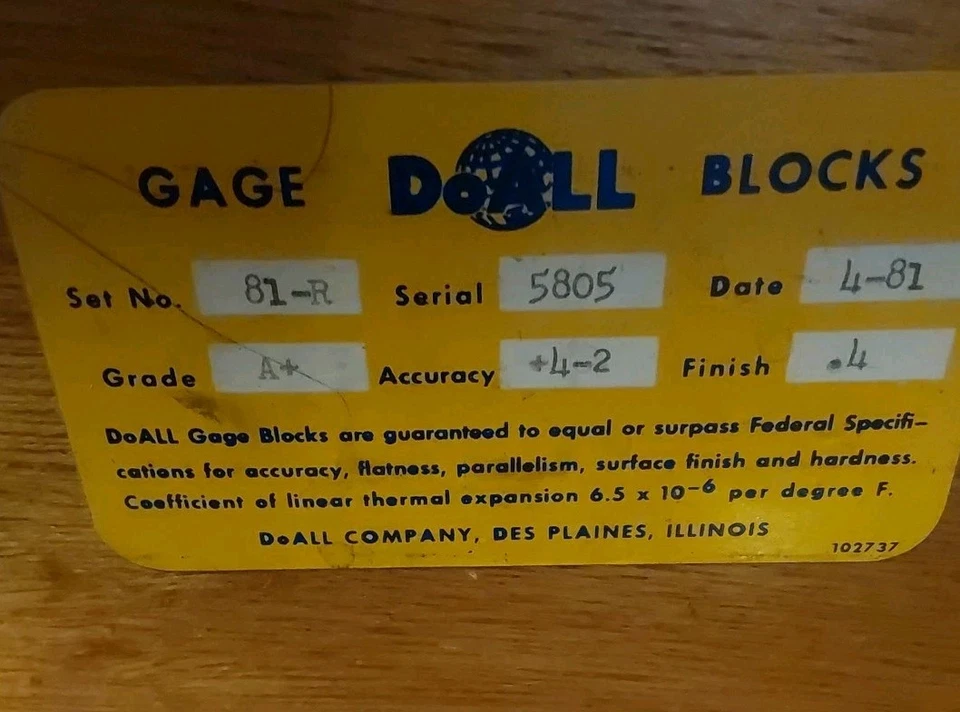 GAGE DoALL BLOCKS
Set No. 81-R Serial 5805 Date 4-81
Grade A+ Accuracy +4-2 Finish .4
DoALL Gage Blocks are guaranteed to equal or surpass Federal Specifi-
cations for accuracy, flatness, parallelism, surface finish and hardness.
Coefficient of linear thermal expansion 6.5 x 10⁻⁶ per degree F.
DoALL COMPANY, DES PLAINES, ILLINOIS
102737